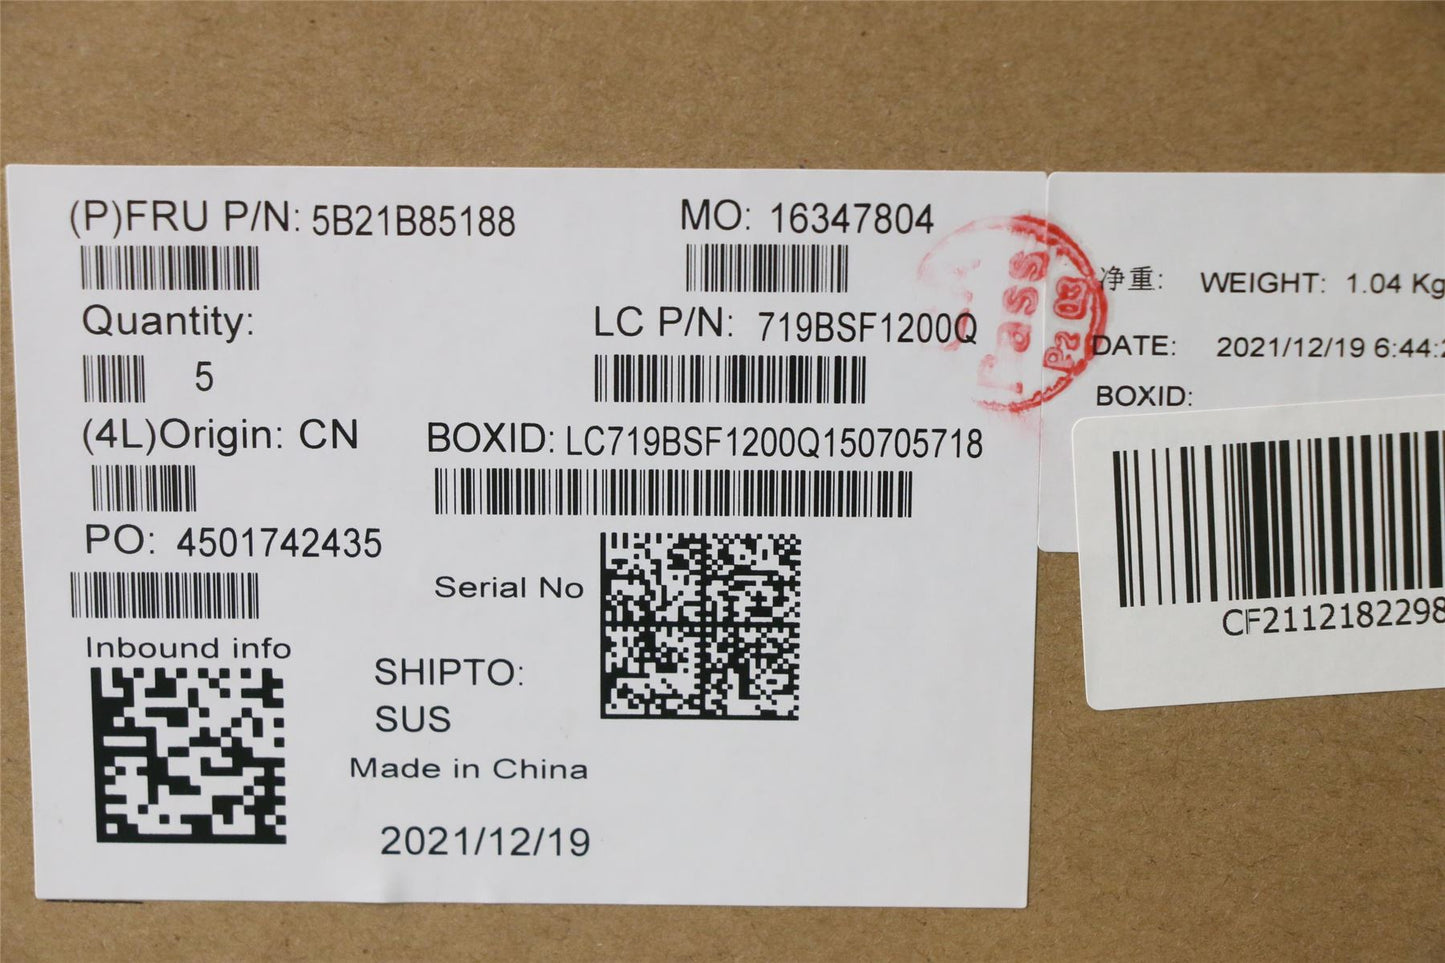 (P)FRU P/N: 5B21B85188
MO: 16347804
Quantity:
5
LC P/N: 719BSF1200Q
(4L)Origin: CN
BOXID: LC719BSF1200Q150705718
PO: 4501742435
Serial No
Inbound info
SHIPTO:
SUS
Made in China
2021/12/19
Pass
净重: WEIGHT: 1.04 Kg
DATE: 2021/12/19 6:44:2
BOXID:
CF2112182298